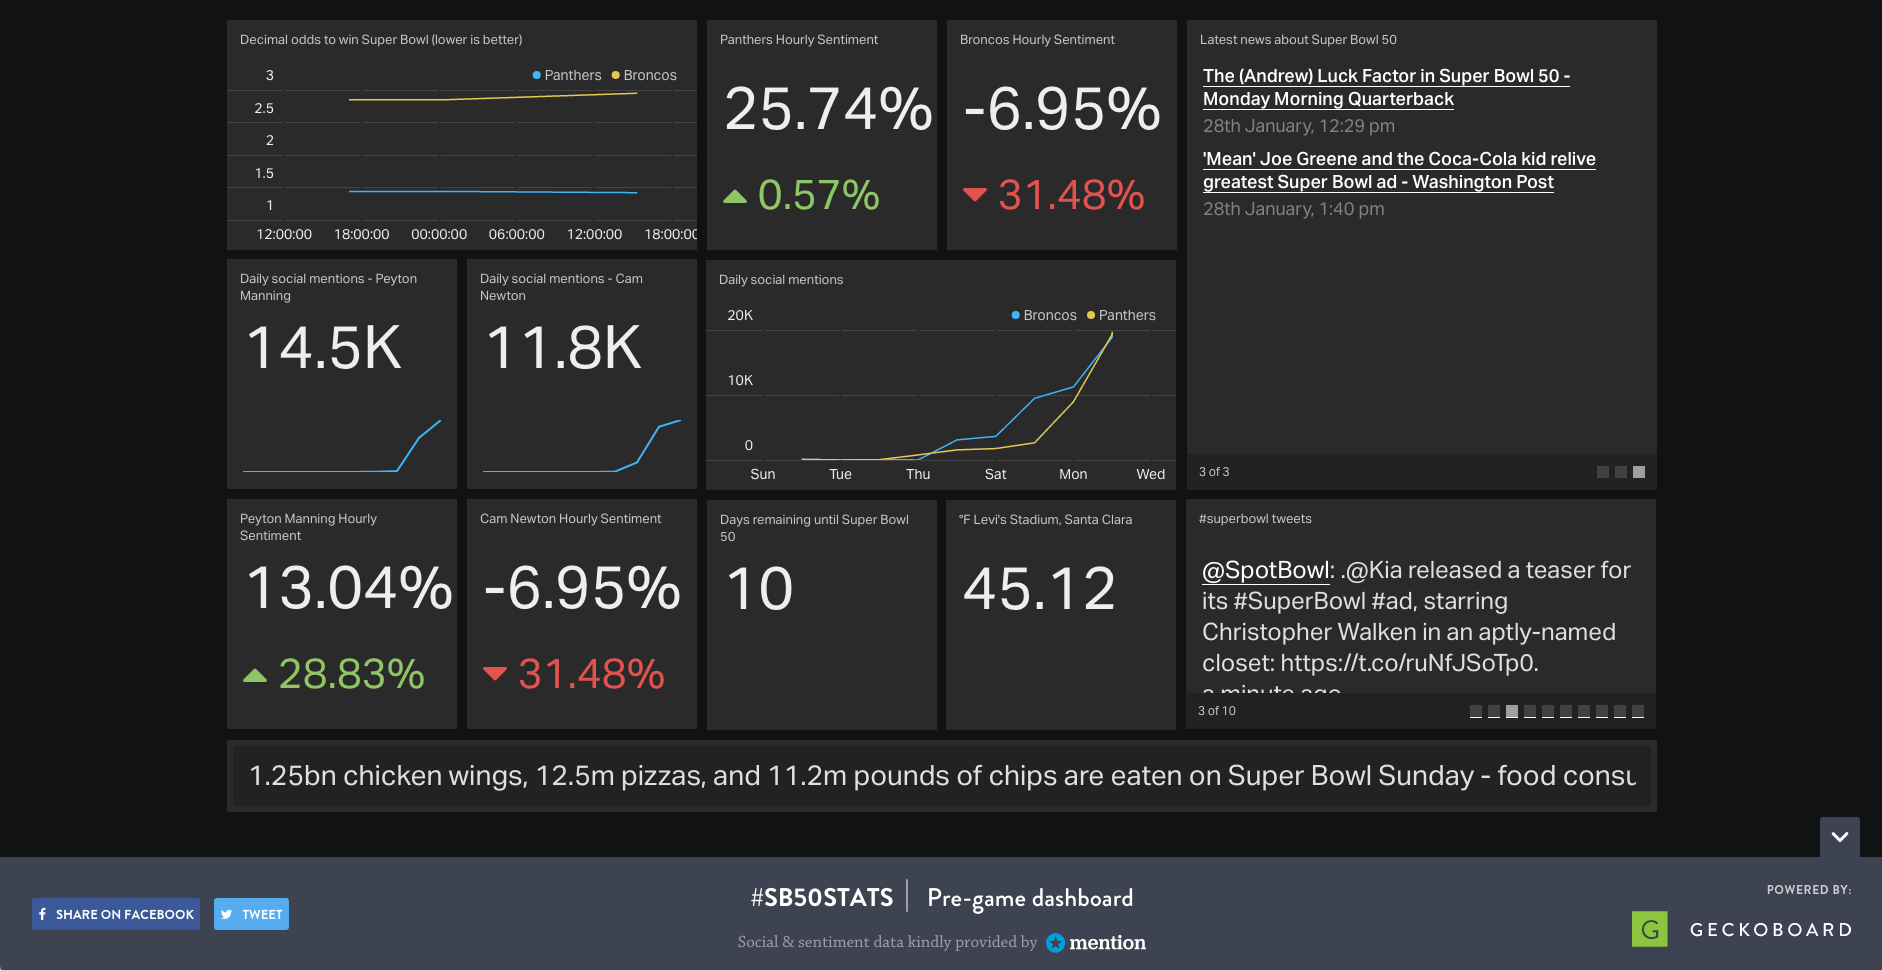 Decimal odds to win Super Bowl (lower is better)
Panthers Broncos
3
2.5
2
1.5
1
12:00:00 18:00:00 00:00:00 06:00:00 12:00:00 18:00:00
Panthers Hourly Sentiment
25.74%
0.57%
Broncos Hourly Sentiment
-6.95%
31.48%
Latest news about Super Bowl 50
The (Andrew) Luck Factor in Super Bowl 50 -
Monday Morning Quarterback
28th January, 12:29 pm
'Mean' Joe Greene and the Coca-Cola kid relive
greatest Super Bowl ad - Washington Post
28th January, 1:40 pm
3 of 3
Daily social mentions - Peyton
Manning
14.5K
Daily social mentions - Cam
Newton
11.8K
Daily social mentions
Broncos Panthers
20K
10K
0
Sun Tue Thu Sat Mon Wed
Peyton Manning Hourly
Sentiment
13.04%
28.83%
Cam Newton Hourly Sentiment
-6.95%
31.48%
Days remaining until Super Bowl
50
10
°F Levi's Stadium, Santa Clara
45.12
#superbowl tweets
@SpotBowl: .@Kia released a teaser for
its #SuperBowl #ad, starring
Christopher Walken in an aptly-named
closet: https://t.co/ruNfJSoTp0.
a minute ago
3 of 10
1.25bn chicken wings, 12.5m pizzas, and 11.2m pounds of chips are eaten on Super Bowl Sunday - food consu
f SHARE ON FACEBOOK
TWEET
#SB50STATS | Pre-game dashboard
Social & sentiment data kindly provided by mention
POWERED BY:
G GECKOBOARD